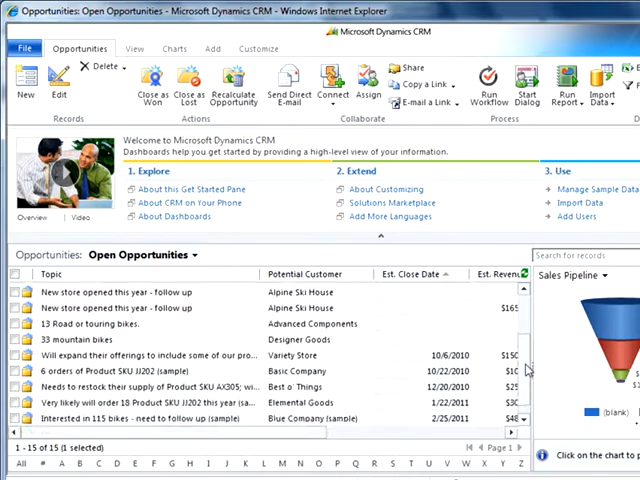 Opportunities: Open Opportunities - Microsoft Dynamics CRM - Windows Internet Explorer
Microsoft Dynamics CRM
File Opportunities View Charts Add Customize
New Edit Delete
Close as Won Close as Lost Recalculate Opportunity
Send Direct E-mail Connect Assign Share
Copy a Link
E-mail a Link
Run Workflow Start Dialog Run Report Import Data
Records Actions Collaborate Process
Welcome to Microsoft Dynamics CRM
Dashboards help you get started by providing a high-level view of your information.
1. Explore 2. Extend 3. Use
About this Get Started Pane About Customizing Manage Sample Data
About CRM on Your Phone Solutions Marketplace Import Data
About Dashboards Add More Languages Add Users
Overview | Video
Opportunities: Open Opportunities
Search for records
Topic Potential Customer Est. Close Date Est. Revenu
Sales Pipeline
New store opened this year - follow up Alpine Ski House
New store opened this year - follow up Alpine Ski House $165
13 Road or touring bikes. Advanced Components
33 mountain bikes Designer Goods
Will expand their offerings to include some of our pro... Variety Store 10/6/2010 $150
6 orders of Product SKU JJ202 (sample) Basic Company 10/22/2010 $10
Needs to restock their supply of Product SKU AX305; wi... Best o' Things 12/20/2010 $25
Very likely will order 18 Product SKU JJ202 this year (sa... Elemental Goods 1/22/2011 $30
Interested in 115 bikes - need to follow up (sample) Blue Company (sample) 2/25/2011 $48
(blank)
1 - 15 of 15 (1 selected) Page 1
All # A B C D E F G H I J K L M N O P Q R S T U V W X Y Z
Click on the chart to